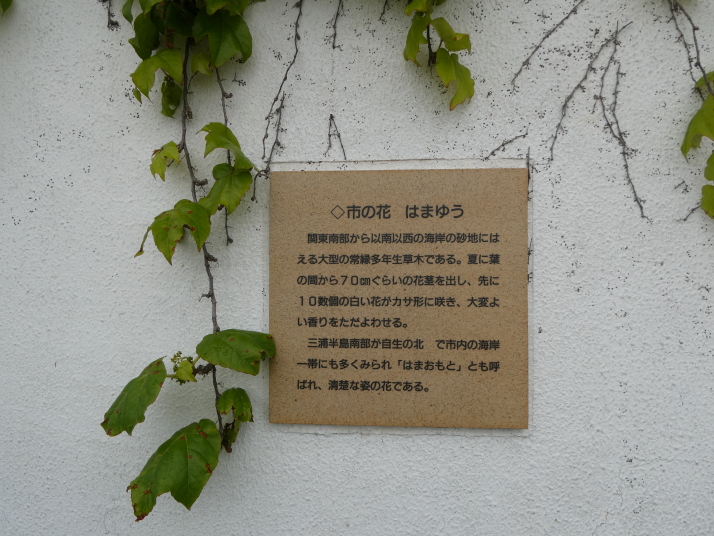 ◇市の花　はまゆう
関東南部から以南以西の海岸の砂地には
える大型の常緑多年生草木である。夏に葉
の間から７０㎝ぐらいの花茎を出し、先に
１０数個の白い花がカサ形に咲き、大変よ
い香りをただよわせる。
三浦半島南部が自生の北　で市内の海岸
一帯にも多くみられ「はまおもと」とも呼
ばれ、清楚な姿の花である。